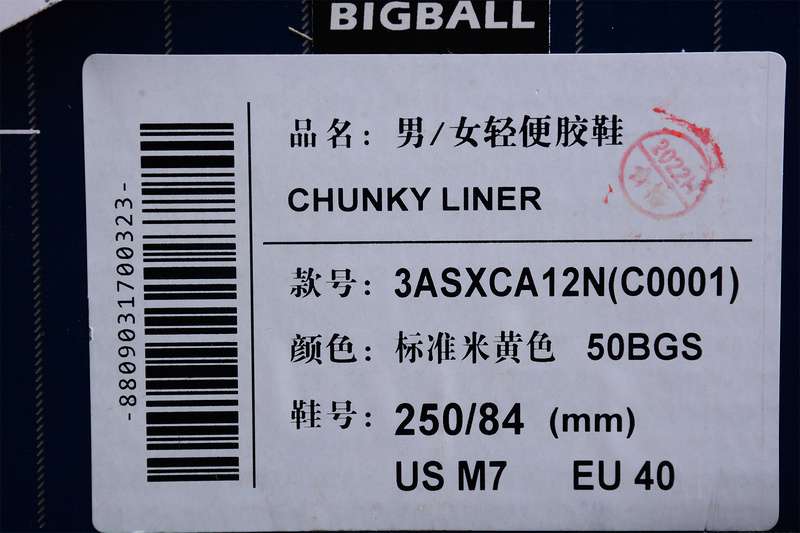 BIGBALL
品名：男/女轻便胶鞋
CHUNKY LINER
款号：3ASXCA12N(C0001)
颜色：标准米黄色 50BGS
鞋号：250/84 (mm)
US M7 EU 40
-8809031700323-
2022